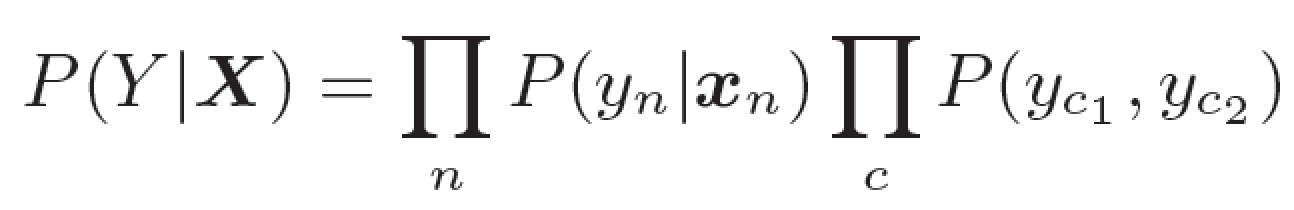 P(Y|X) = ∏_n P(y_n|x_n) ∏_c P(y_{c_1}, y_{c_2})